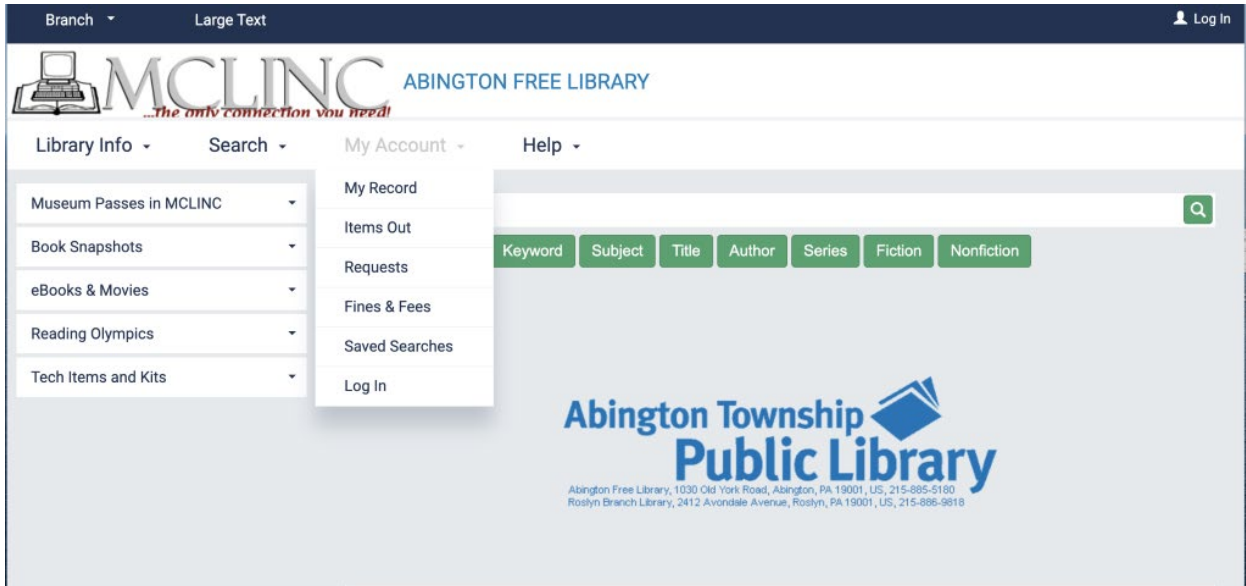 Branch Large Text Log In
MCLINC ABINGTON FREE LIBRARY
...The only connection you need!
Library Info Search My Account Help
Museum Passes in MCLINC
Book Snapshots
eBooks & Movies
Reading Olympics
Tech Items and Kits
My Record
Items Out
Requests
Fines & Fees
Saved Searches
Log In
Keyword Subject Title Author Series Fiction Nonfiction
Abington Township
Public Library
Abington Free Library, 1030 Old York Road, Abington, PA 19001, US, 215-885-5180
Roslyn Branch Library, 2412 Avondale Avenue, Roslyn, PA 19001, US, 215-886-9818